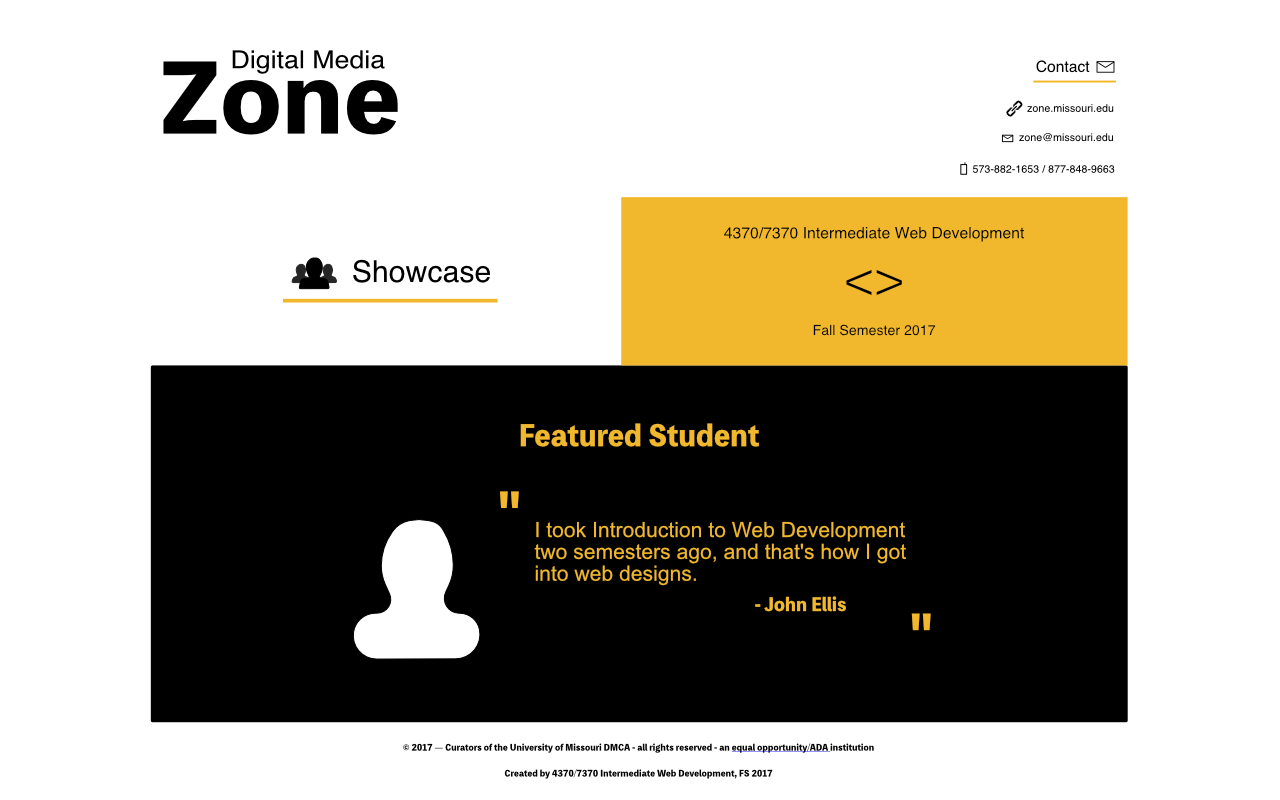 Digital Media
Zone
Contact
zone.missouri.edu
zone@missouri.edu
573-882-1653 / 877-848-9663
4370/7370 Intermediate Web Development
Showcase
<>
Fall Semester 2017
Featured Student
"
I took Introduction to Web Development
two semesters ago, and that's how I got
into web designs.
- John Ellis
"
© 2017 — Curators of the University of Missouri DMCA - all rights reserved - an equal opportunity/ADA institution
Created by 4370/7370 Intermediate Web Development, FS 2017